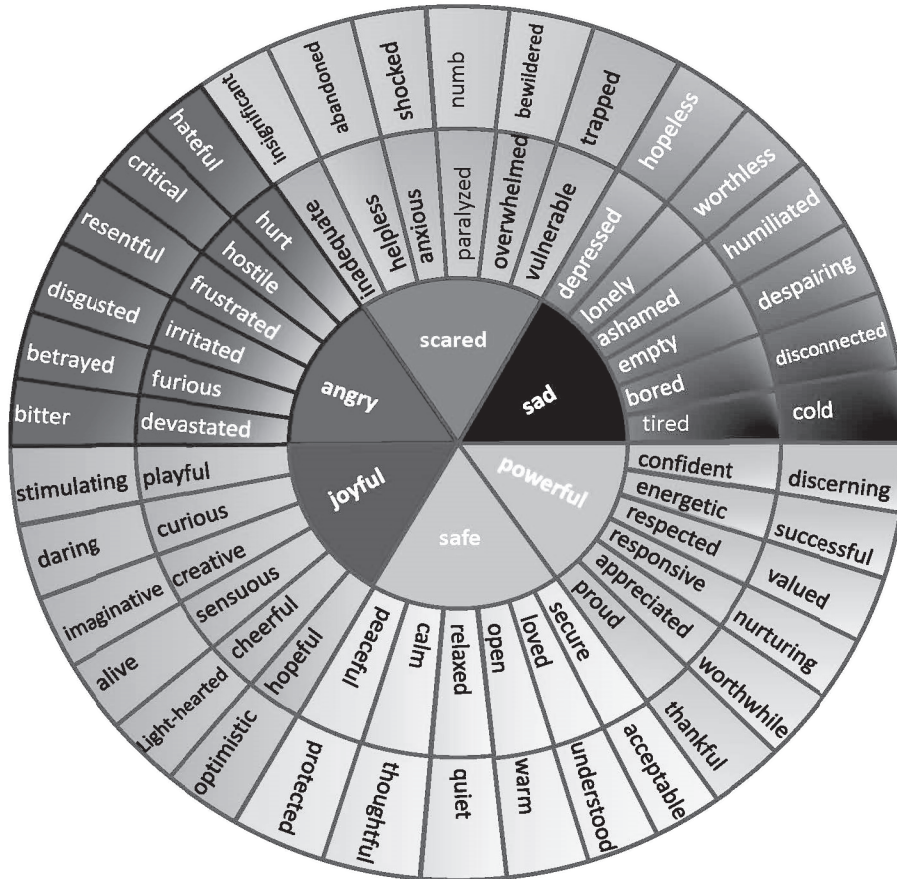 insignificant
abandoned
shocked
numb
bewildered
trapped
hopeless
worthless
humiliated
despairing
disconnected
cold
discerning
successful
valued
nurturing
worthwhile
thankful
acceptable
understood
warm
quiet
thoughtful
protected
optimistic
Light-hearted
alive
imaginative
daring
stimulating
bitter
betrayed
disgusted
resentful
critical
hateful
inadequate
helpless
anxious
paralyzed
overwhelmed
vulnerable
depressed
lonely
ashamed
empty
bored
tired
confident
energetic
respected
responsive
appreciated
proud
secure
loved
open
relaxed
calm
peaceful
hopeful
cheerful
sensuous
creative
curious
playful
devastated
furious
irritated
frustrated
hostile
hurt
scared
sad
powerful
safe
joyful
angry